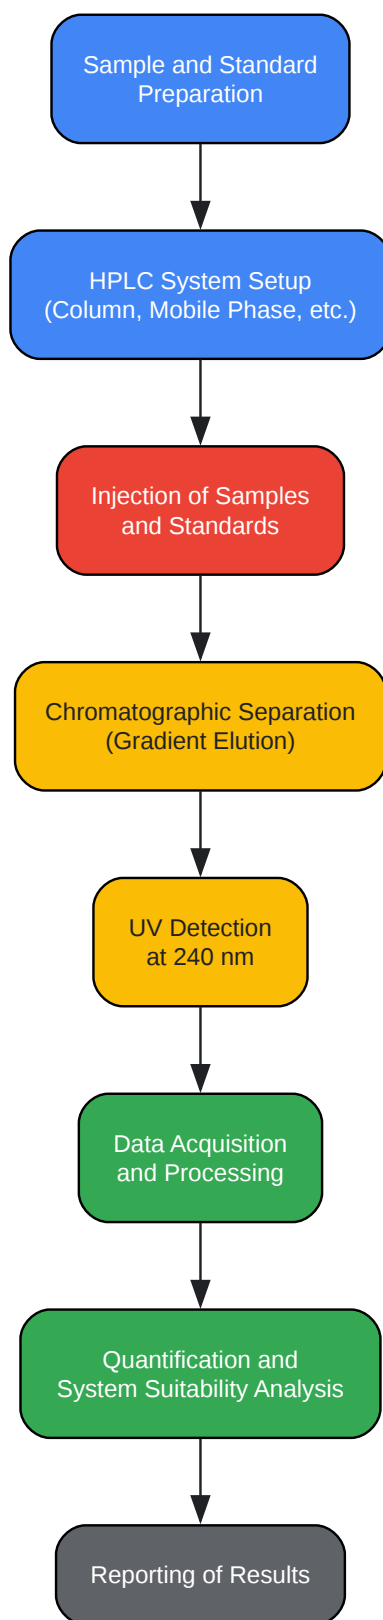 Sample and Standard
Preparation
HPLC System Setup
(Column, Mobile Phase, etc.)
Injection of Samples
and Standards
Chromatographic Separation
(Gradient Elution)
UV Detection
at 240 nm
Data Acquisition
and Processing
Quantification and
System Suitability Analysis
Reporting of Results